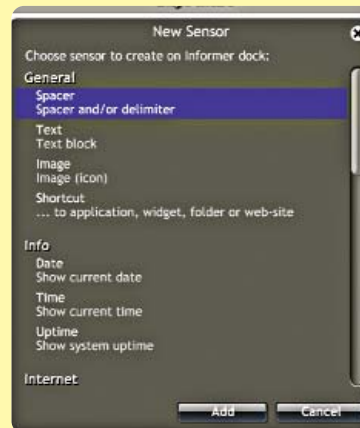 New Sensor
Choose sensor to create on Informer dock:
General
Spacer
Spacer and/or delimiter
Text
Text block
Image
Image (icon)
Shortcut
... to application, widget, folder or web-site
Info
Date
Show current date
Time
Show current time
Uptime
Show system uptime
Internet
Add
Cancel